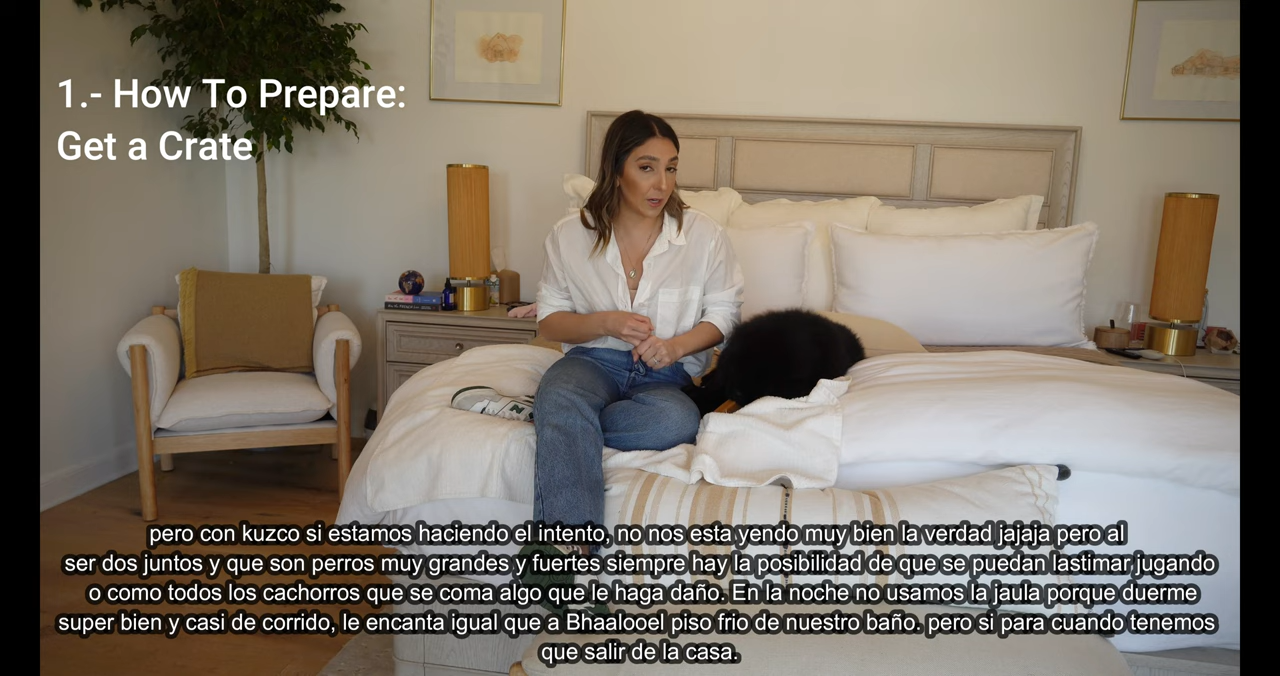 1.- How To Prepare:
Get a Crate
pero con kuzco si estamos haciendo el intento, no nos esta yendo muy bien la verdad jajaja pero al
ser dos juntos y que son perros muy grandes y fuertes siempre hay la posibilidad de que se puedan lastimar jugando
o como todos los cachorros que se coma algo que le haga daño. En la noche no usamos la jaula porque duerme
super bien y casi de corrido, le encanta igual que a Bhaalooel piso frio de nuestro baño. pero si para cuando tenemos
que salir de la casa.